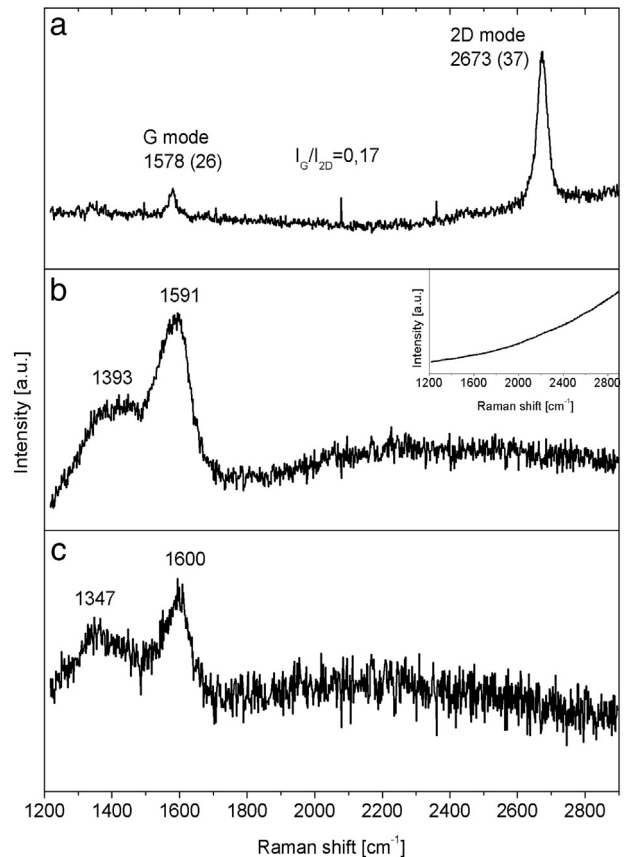 a
2D mode
2673 (37)
G mode
1578 (26)
I_G/I_2D=0,17
b
1591
1393
Intensity [a.u.]
1200 2000 2400 2800
Raman shift [cm⁻¹]
Intensity [a.u.]
c
1600
1347
1200 1400 1600 1800 2000 2200 2400 2600 2800
Raman shift [cm⁻¹]